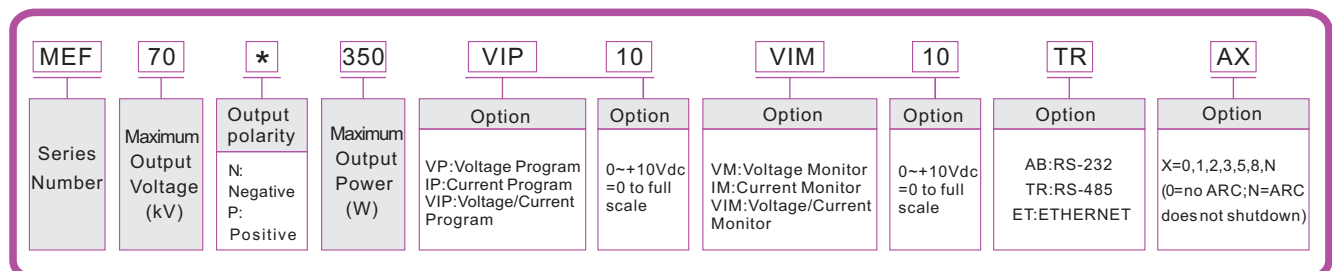 MEF 70 * 350 VIP 10 VIM 10 TR AX
Series
Number
Maximum
Output
Voltage
(kV)
Output
polarity
N:
Negative
P:
Positive
Maximum
Output
Power
(W)
Option
VP:Voltage Program
IP:Current Program
VIP:Voltage/Current
Program
Option
0~+10Vdc
=0 to full
scale
Option
VM:Voltage Monitor
IM:Current Monitor
VIM:Voltage/Current
Monitor
Option
0~+10Vdc
=0 to full
scale
Option
AB:RS-232
TR:RS-485
ET:ETHERNET
Option
X=0,1,2,3,5,8,N
(0=no ARC;N=ARC
does not shutdown)